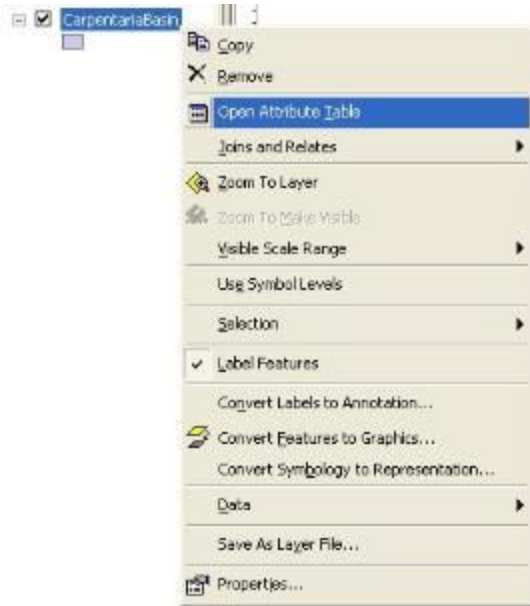 CarpentariaBasin
Copy
Remove
Open Attribute Table
Joins and Relates
Zoom To Layer
Zoom To Make Visible
Visible Scale Range
Use Symbol Levels
Selection
Label Features
Convert Labels to Annotation...
Convert Features to Graphics...
Convert Symbology to Representation...
Data
Save As Layer File...
Properties...